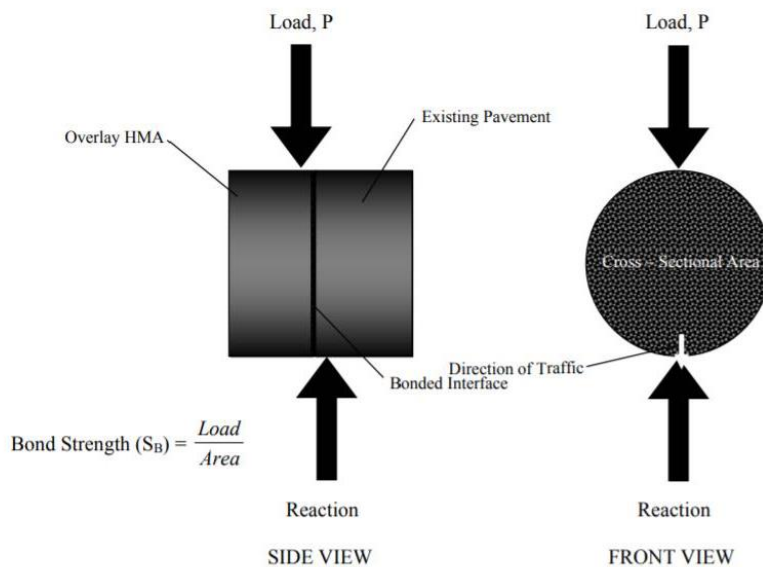 Load, P
Load, P
Overlay HMA
Existing Pavement
Cross – Sectional Area
Direction of Traffic
Bonded Interface
Bond Strength (S_B) = Load / Area
Reaction
Reaction
SIDE VIEW
FRONT VIEW